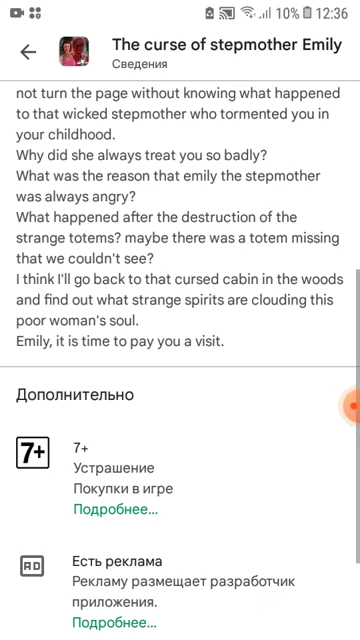 10% 12:36
The curse of stepmother Emily
Сведения
not turn the page without knowing what happened
to that wicked stepmother who tormented you in
your childhood.
Why did she always treat you so badly?
What was the reason that emily the stepmother
was always angry?
What happened after the destruction of the
strange totems? maybe there was a totem missing
that we couldn't see?
I think I'll go back to that cursed cabin in the woods
and find out what strange spirits are clouding this
poor woman's soul.
Emily, it is time to pay you a visit.
Дополнительно
7+
7+
Устрашение
Покупки в игре
Подробнее...
AD
Есть реклама
Рекламу размещает разработчик
приложения.
Подробнее...